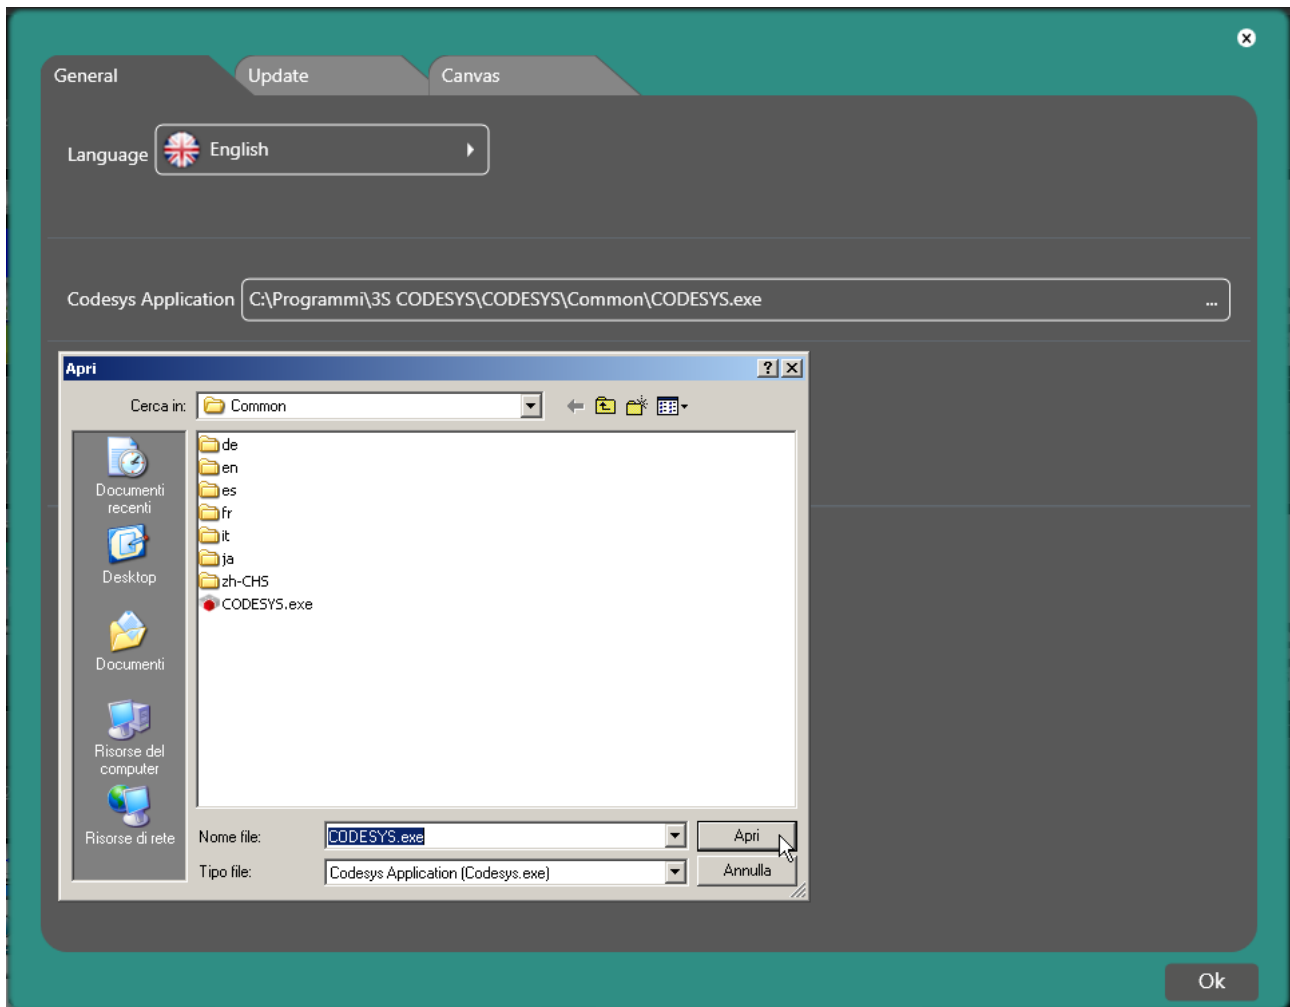 General
Update
Canvas
Language
English
Codesys Application
C:\Programmi\3S CODESYS\CODESYS\Common\CODESYS.exe
...
Apri
Cerca in:
Common
Documenti
recenti
Desktop
Documenti
Risorse del
computer
Risorse di rete
de
en
es
fr
it
ja
zh-CHS
CODESYS.exe
Nome file:
CODESYS.exe
Apri
Tipo file:
Codesys Application (Codesys.exe)
Annulla
Ok